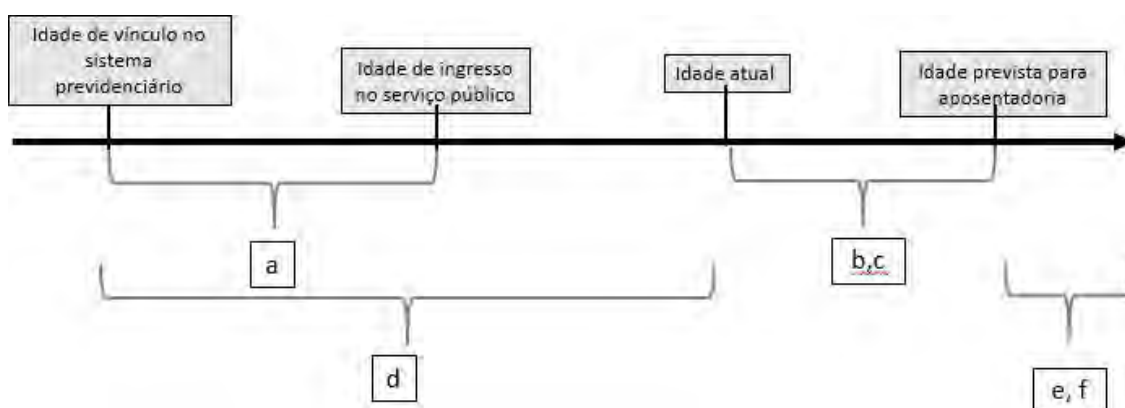 Idade de vínculo no
sistema
previdenciário
Idade de ingresso
no serviço público
Idade atual
Idade prevista para
aposentadoria
a
b,c
d
e, f